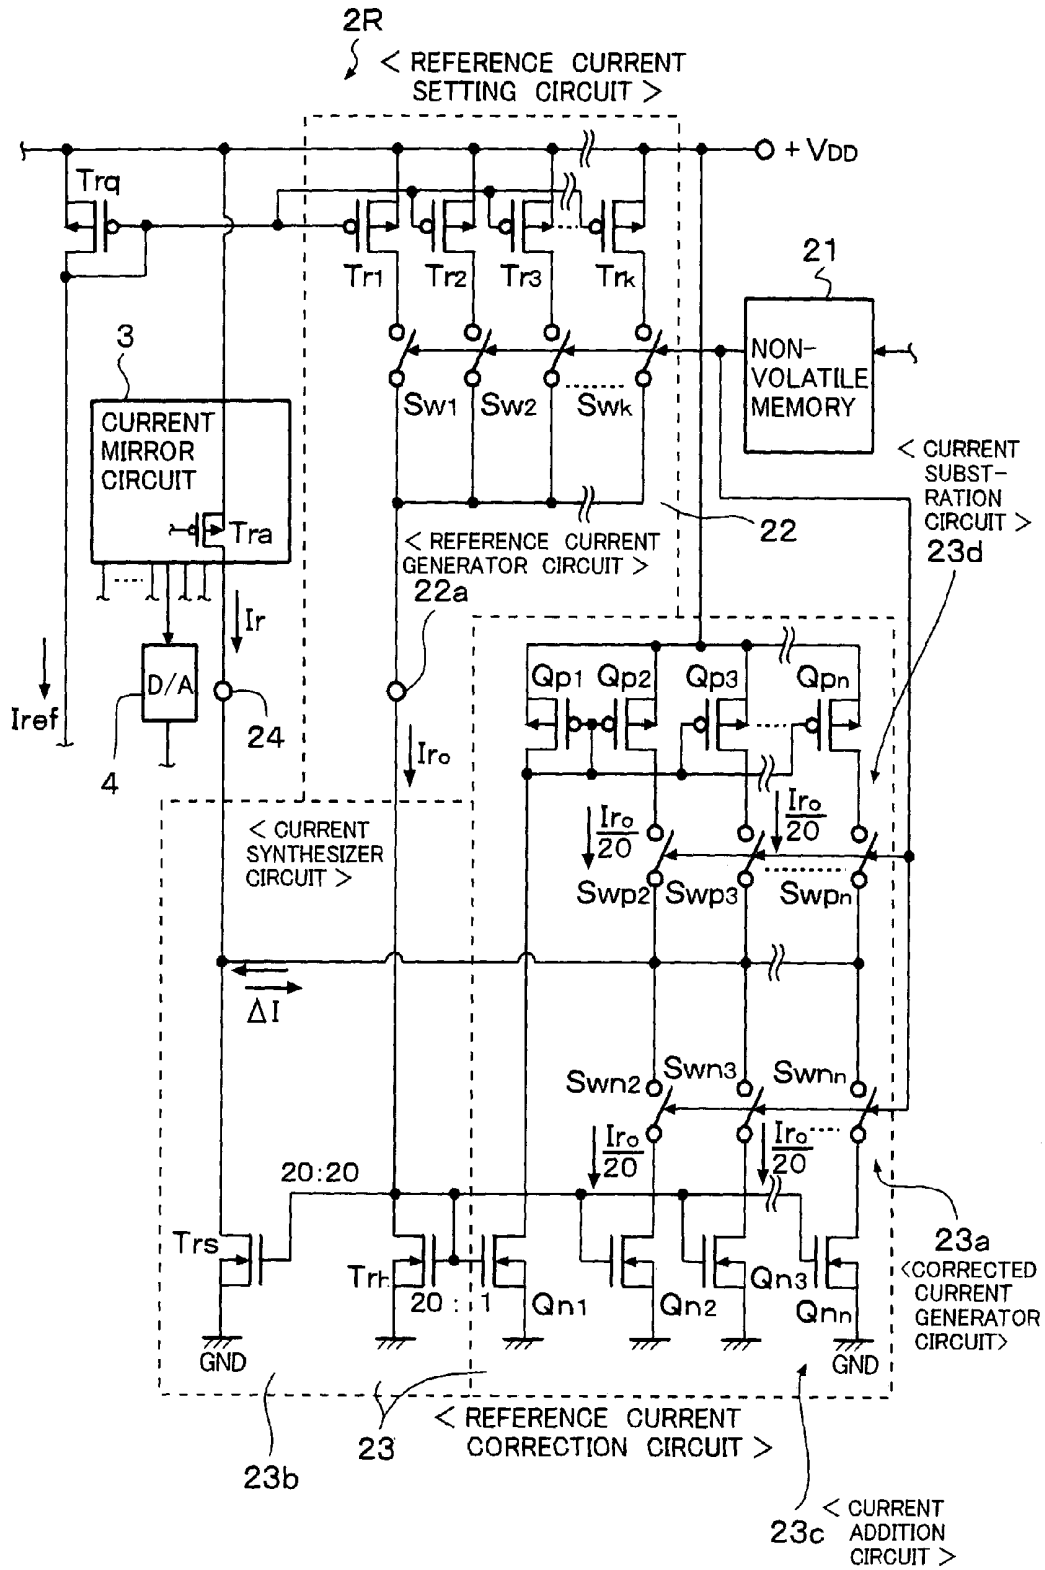 2R
< REFERENCE CURRENT
SETTING CIRCUIT >
+ VDD
Trq
Tr1
Tr2
Tr3
Trk
21
NON-
VOLATILE
MEMORY
3
CURRENT
MIRROR
CIRCUIT
Tra
Sw1
Sw2
Swk
< CURRENT
SUBST-
RATION
CIRCUIT >
22
23d
< REFERENCE CURRENT
GENERATOR CIRCUIT >
22a
Ir
D/A
4
Iref
24
Iro
Qp1
Qp2
Qp3
Qpn
Iro
20
Iro
20
< CURRENT
SYNTHESIZER
CIRCUIT >
Swp2
Swp3
Swpn
ΔI
Swn2
Swn3
Swnn
Iro
20
Iro
20
20:20
Trs
Trh
20 : 1
Qn1
Qn2
Qn3
Qnn
23a
<CORRECTED
CURRENT
GENERATOR
CIRCUIT>
GND
GND
23b
23
< REFERENCE CURRENT
CORRECTION CIRCUIT >
23c
< CURRENT
ADDITION
CIRCUIT >